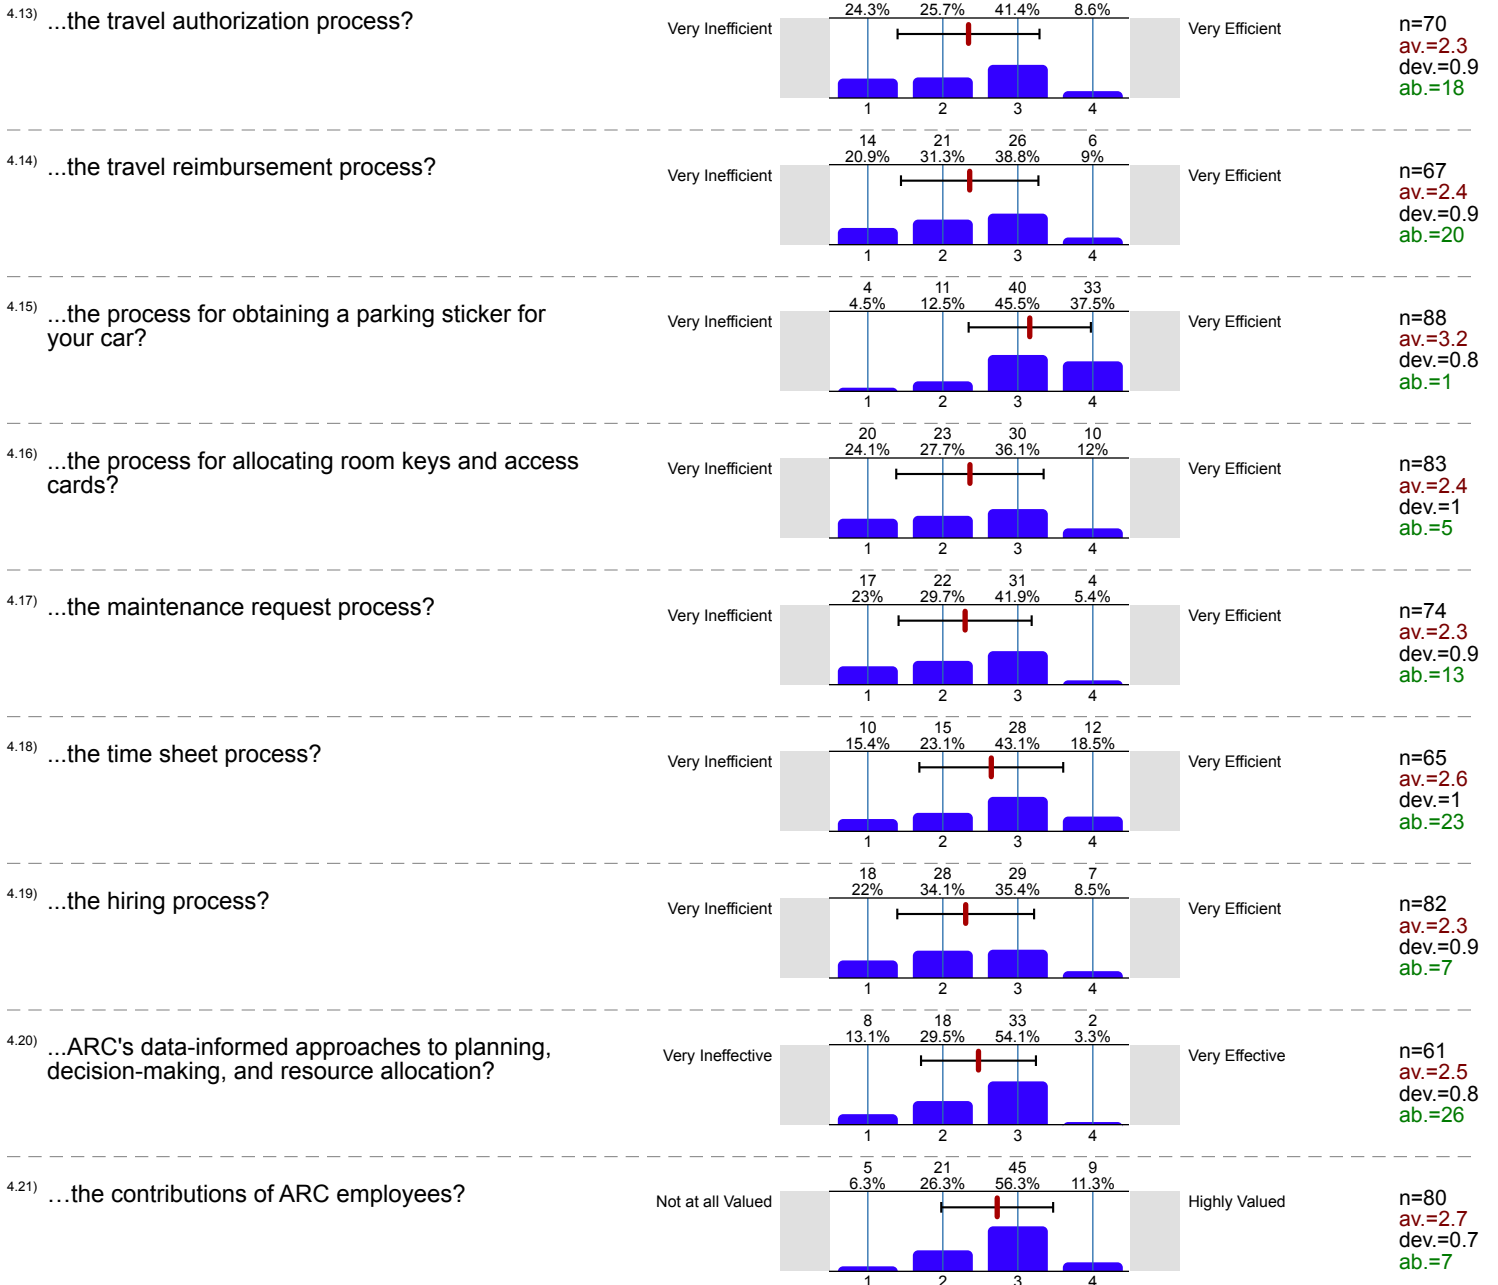 4.13) ...the travel authorization process?
24.3% 25.7% 41.4% 8.6%
Very Inefficient Very Efficient
1 2 3 4
n=70
av.=2.3
dev.=0.9
ab.=18
4.14) ...the travel reimbursement process?
14 21 26 6
20.9% 31.3% 38.8% 9%
Very Inefficient Very Efficient
1 2 3 4
n=67
av.=2.4
dev.=0.9
ab.=20
4.15) ...the process for obtaining a parking sticker for
your car?
4 11 40 33
4.5% 12.5% 45.5% 37.5%
Very Inefficient Very Efficient
1 2 3 4
n=88
av.=3.2
dev.=0.8
ab.=1
4.16) ...the process for allocating room keys and access
cards?
20 23 30 10
24.1% 27.7% 36.1% 12%
Very Inefficient Very Efficient
1 2 3 4
n=83
av.=2.4
dev.=1
ab.=5
4.17) ...the maintenance request process?
17 22 31 4
23% 29.7% 41.9% 5.4%
Very Inefficient Very Efficient
1 2 3 4
n=74
av.=2.3
dev.=0.9
ab.=13
4.18) ...the time sheet process?
10 15 28 12
15.4% 23.1% 43.1% 18.5%
Very Inefficient Very Efficient
1 2 3 4
n=65
av.=2.6
dev.=1
ab.=23
4.19) ...the hiring process?
18 28 29 7
22% 34.1% 35.4% 8.5%
Very Inefficient Very Efficient
1 2 3 4
n=82
av.=2.3
dev.=0.9
ab.=7
4.20) ...ARC's data-informed approaches to planning,
decision-making, and resource allocation?
8 18 33 2
13.1% 29.5% 54.1% 3.3%
Very Ineffective Very Effective
1 2 3 4
n=61
av.=2.5
dev.=0.8
ab.=26
4.21) …the contributions of ARC employees?
5 21 45 9
6.3% 26.3% 56.3% 11.3%
Not at all Valued Highly Valued
1 2 3 4
n=80
av.=2.7
dev.=0.7
ab.=7